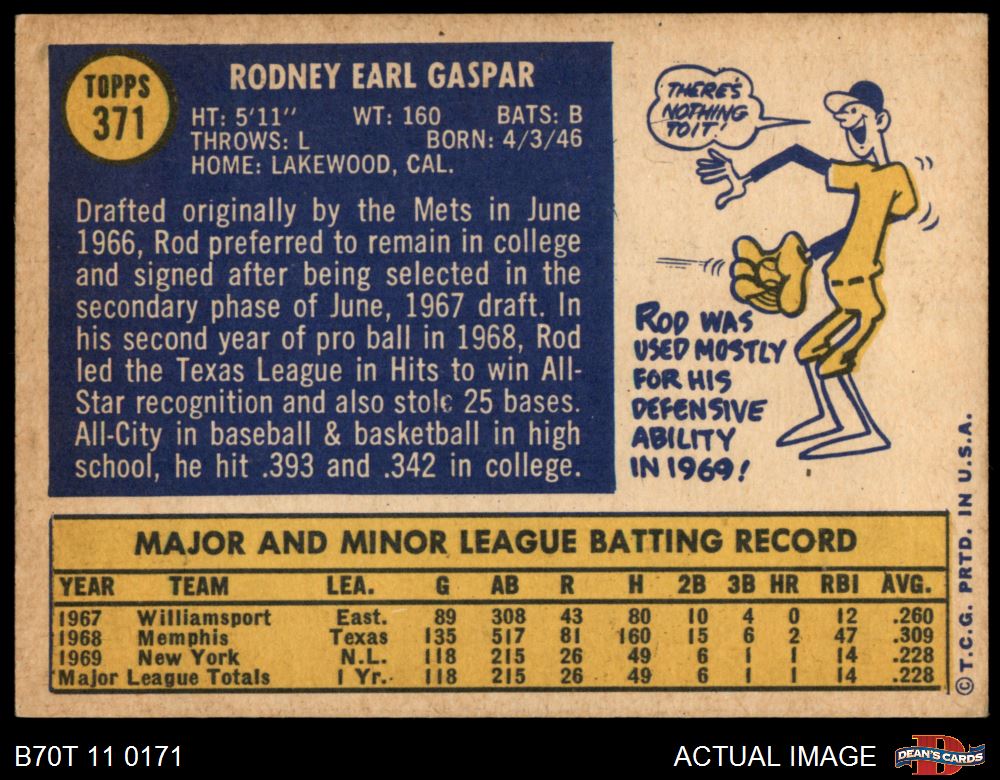 TOPPS
371
RODNEY EARL GASPAR
HT: 5'11" WT: 160 BATS: B
THROWS: L BORN: 4/3/46
HOME: LAKEWOOD, CAL.
Drafted originally by the Mets in June
1966, Rod preferred to remain in college
and signed after being selected in the
secondary phase of June, 1967 draft. In
his second year of pro ball in 1968, Rod
led the Texas League in Hits to win All-
Star recognition and also stole 25 bases.
All-City in baseball & basketball in high
school, he hit .393 and .342 in college.
THERE'S
NOTHING
TO IT!
ROD WAS
USED MOSTLY
FOR HIS
DEFENSIVE
ABILITY
IN 1969!
MAJOR AND MINOR LEAGUE BATTING RECORD
YEAR TEAM LEA. G AB R H 2B 3B HR RBI AVG.
1967 Williamsport East. 89 308 43 80 10 4 0 12 .260
1968 Memphis Texas 135 517 81 160 15 6 2 47 .309
1969 New York N.L. 118 215 26 49 6 1 1 14 .228
Major League Totals 1 Yr. 118 215 26 49 6 1 1 14 .228
© T.C.G. PRTD. IN U.S.A.
B70T 11 0171
ACTUAL IMAGE
DEAN'S CARDS